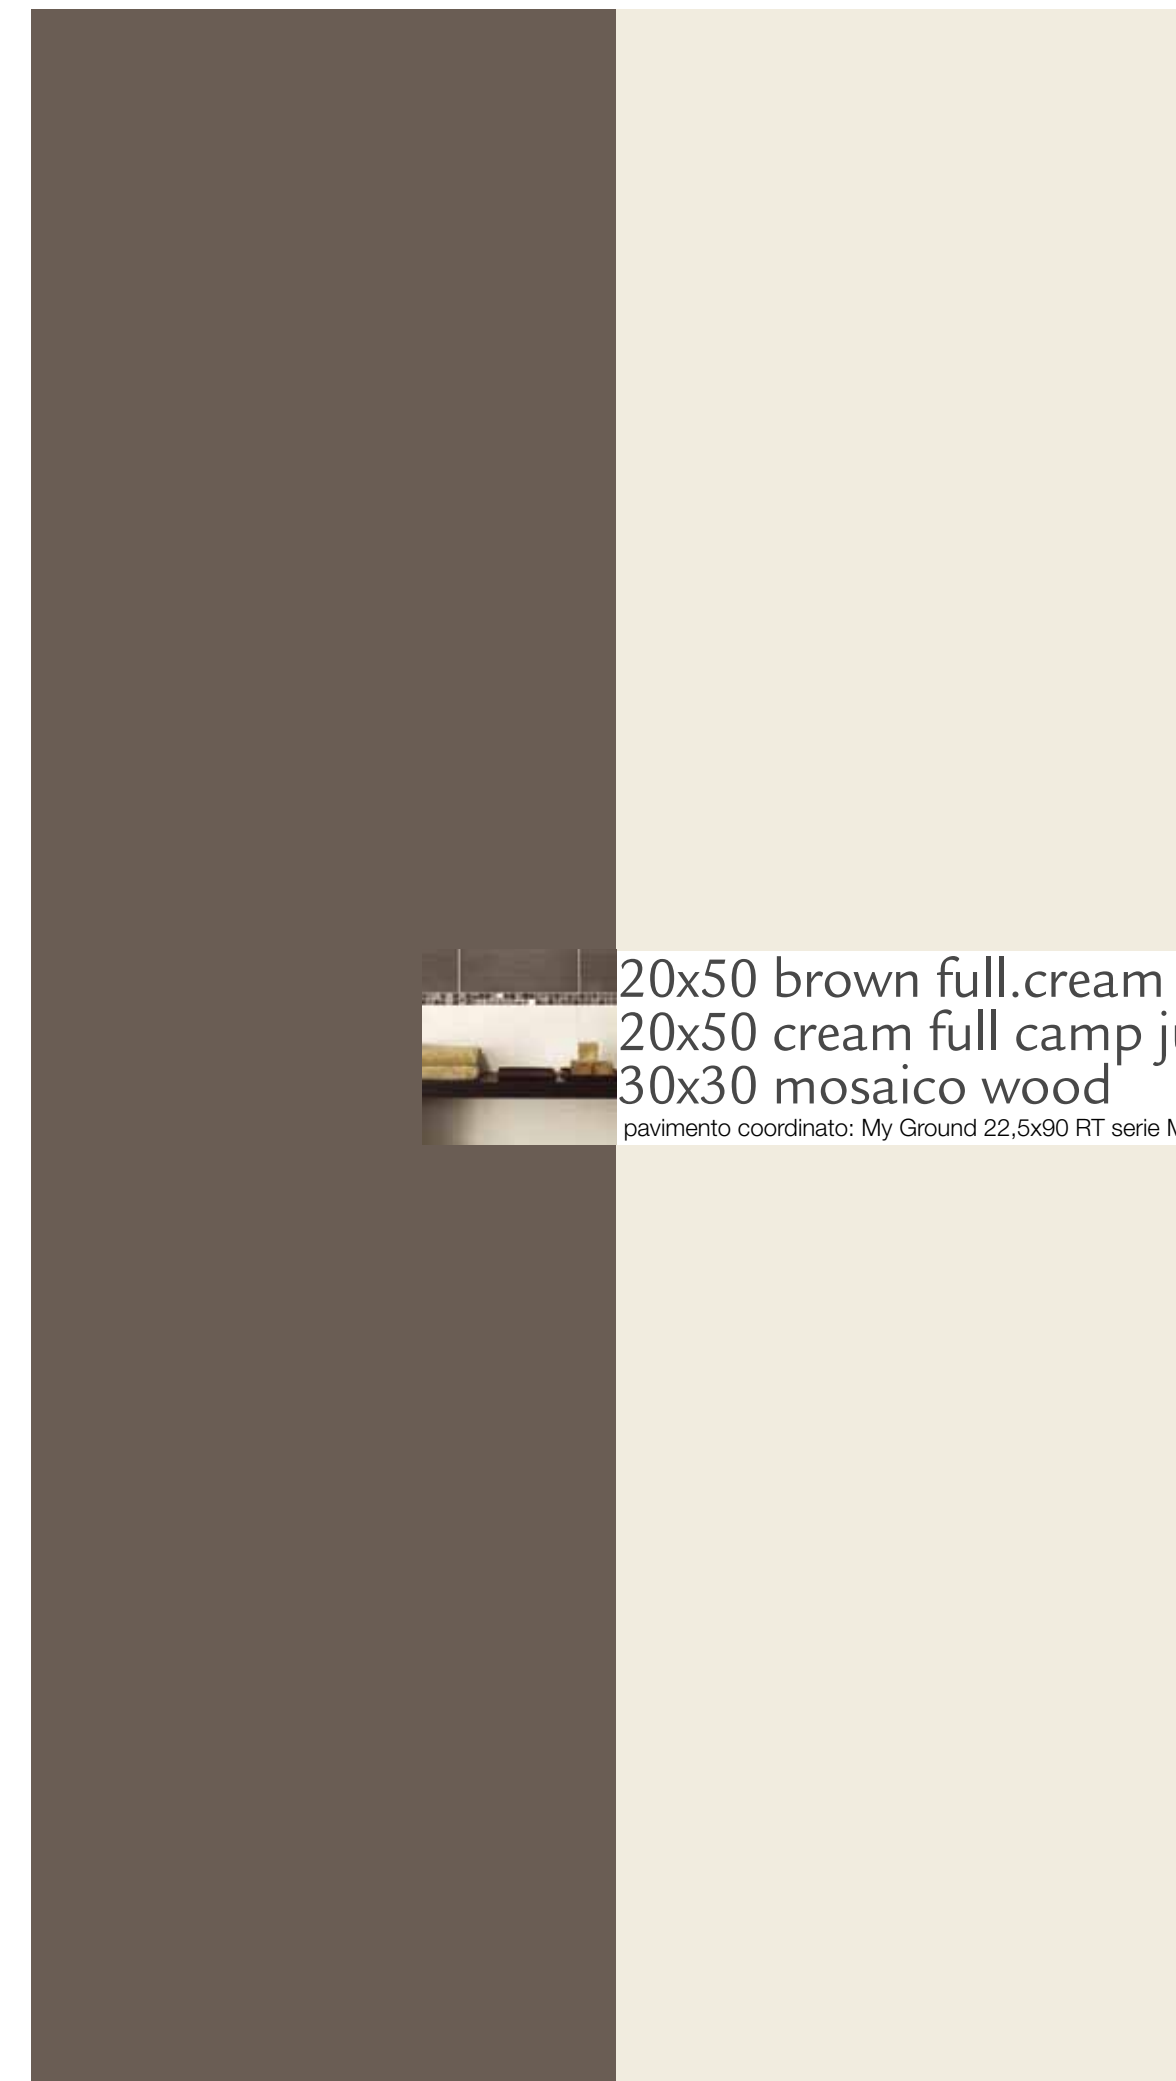 20x50 brown full.cream
20x50 cream full camp
30x30 mosaico wood
pavimento coordinato: My Ground 22,5x90 RT serie